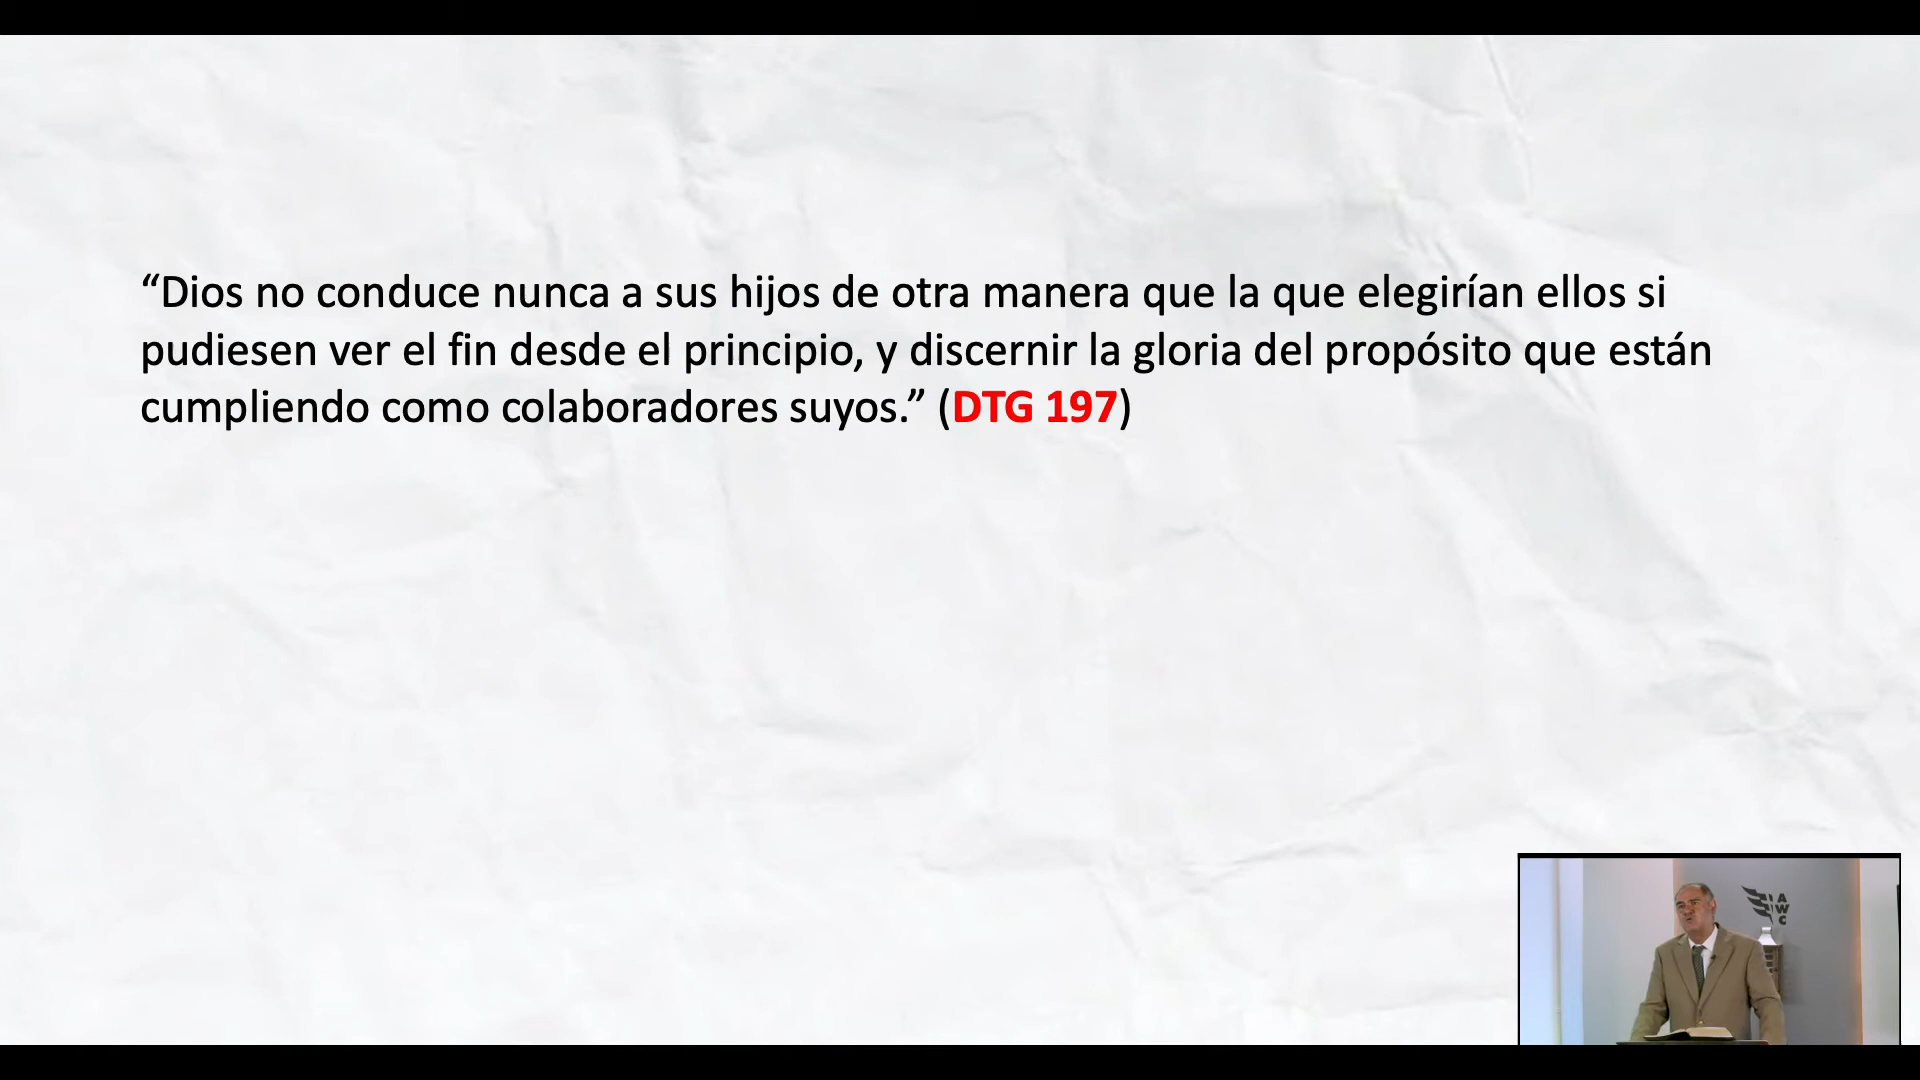 “Dios no conduce nunca a sus hijos de otra manera que la que elegirían ellos si
pudiesen ver el fin desde el principio, y discernir la gloria del propósito que están
cumpliendo como colaboradores suyos.” (DTG 197)
A
W
C